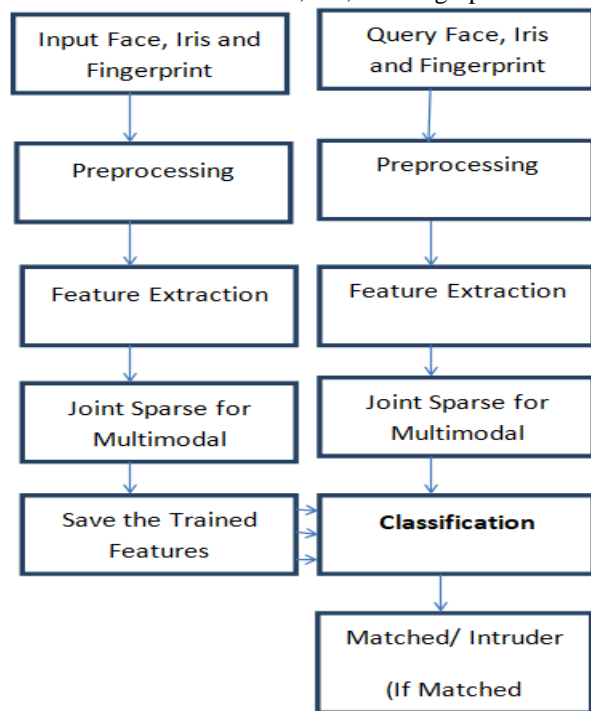 Input Face, Iris and
Fingerprint
Preprocessing
Feature Extraction
Joint Sparse for
Multimodal
Save the Trained
Features
Query Face, Iris
and Fingerprint
Preprocessing
Feature Extraction
Joint Sparse for
Multimodal
Classification
Matched/ Intruder
(If Matched